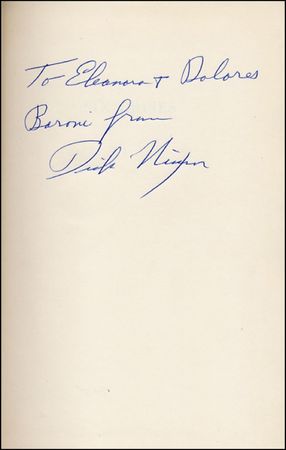 To Eleanora + Dolores
Baroni from
Dick Nixon